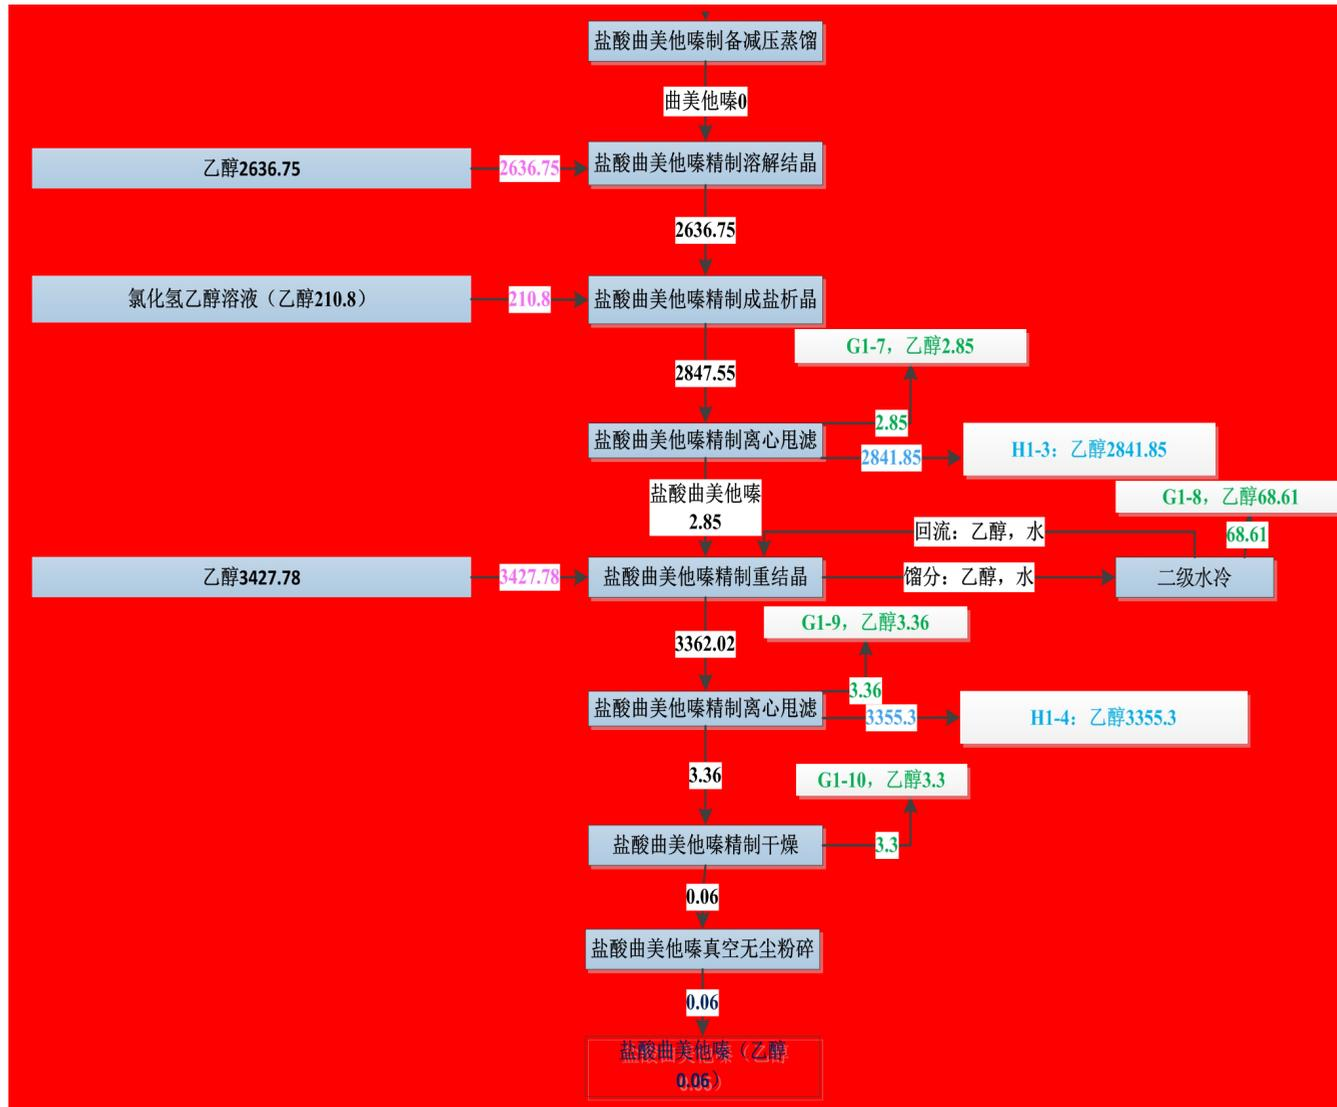 盐酸曲美他嗪制备减压蒸馏
曲美他嗪0
乙醇2636.75
2636.75
盐酸曲美他嗪精制溶解结晶
2636.75
氯化氢乙醇溶液（乙醇210.8）
210.8
盐酸曲美他嗪精制成盐析晶
G1-7，乙醇2.85
2847.55
2.85
盐酸曲美他嗪精制离心甩滤
2841.85
H1-3：乙醇2841.85
盐酸曲美他嗪
2.85
G1-8，乙醇68.61
回流：乙醇，水
68.61
乙醇3427.78
3427.78
盐酸曲美他嗪精制重结晶
馏分：乙醇，水
二级水冷
G1-9，乙醇3.36
3362.02
3.36
盐酸曲美他嗪精制离心甩滤
3355.3
H1-4：乙醇3355.3
3.36
G1-10，乙醇3.3
盐酸曲美他嗪精制干燥
3.3
0.06
盐酸曲美他嗪真空无尘粉碎
0.06
盐酸曲美他嗪（乙醇
0.06）